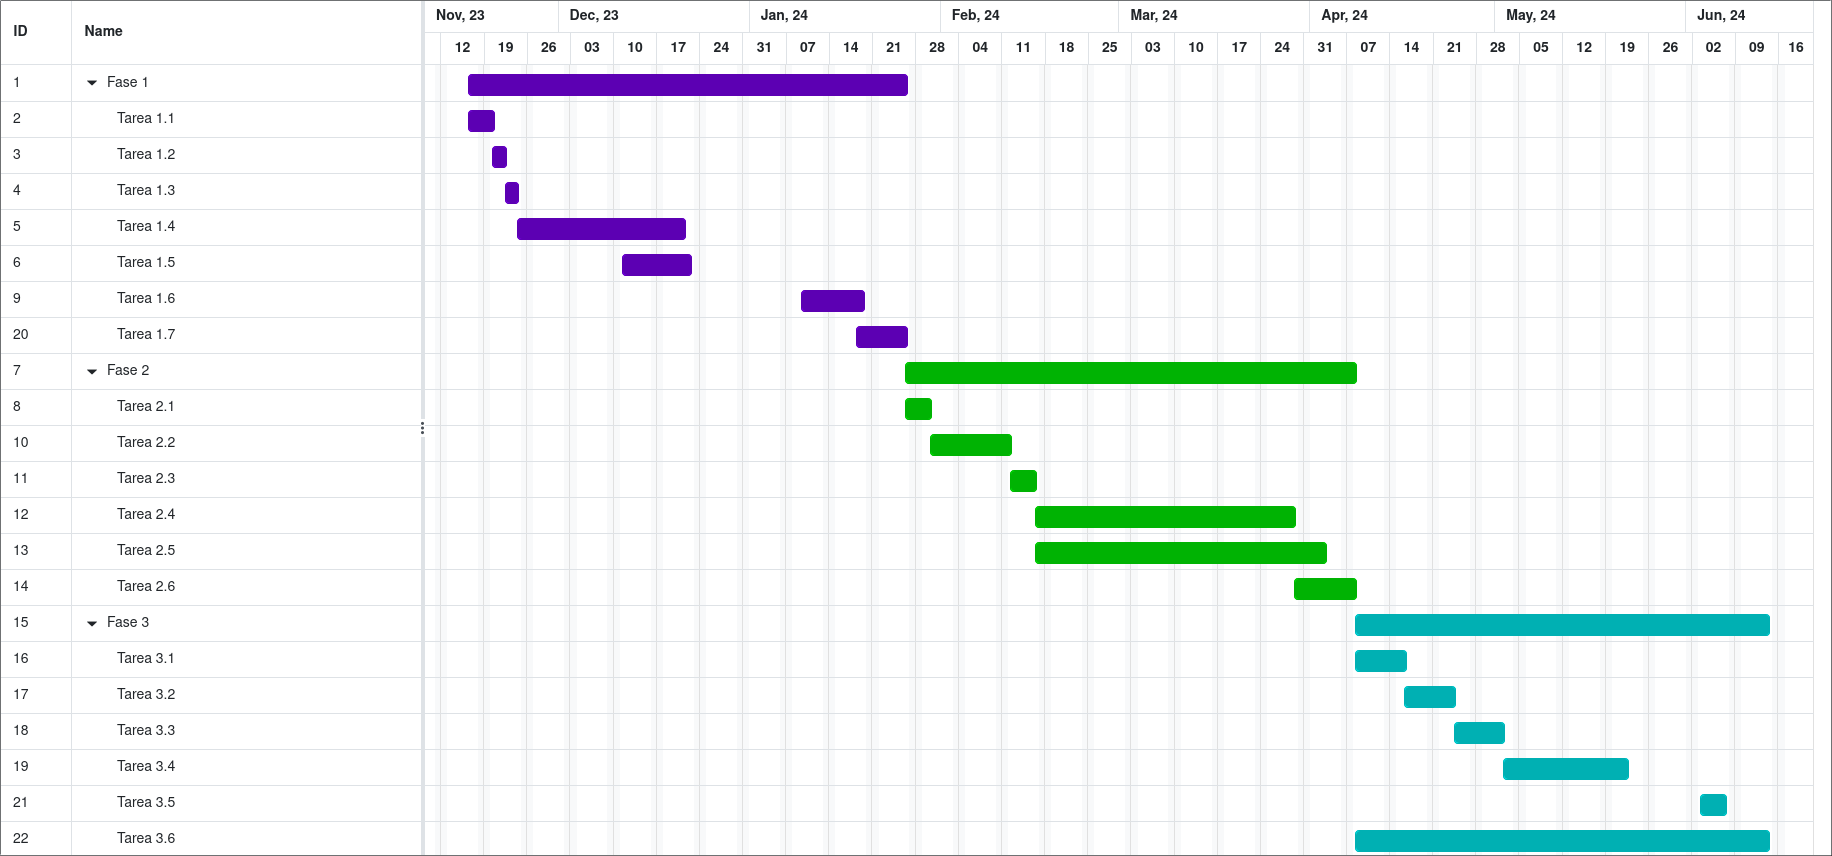 ID Name Nov, 23 Dec, 23 Jan, 24 Feb, 24 Mar, 24 Apr, 24 May, 24 Jun, 24
12 19 26 03 10 17 24 31 07 14 21 28 04 11 18 25 03 10 17 24 31 07 14 21 28 05 12 19 26 02 09 16
1 Fase 1
2 Tarea 1.1
3 Tarea 1.2
4 Tarea 1.3
5 Tarea 1.4
6 Tarea 1.5
9 Tarea 1.6
20 Tarea 1.7
7 Fase 2
8 Tarea 2.1
10 Tarea 2.2
11 Tarea 2.3
12 Tarea 2.4
13 Tarea 2.5
14 Tarea 2.6
15 Fase 3
16 Tarea 3.1
17 Tarea 3.2
18 Tarea 3.3
19 Tarea 3.4
21 Tarea 3.5
22 Tarea 3.6